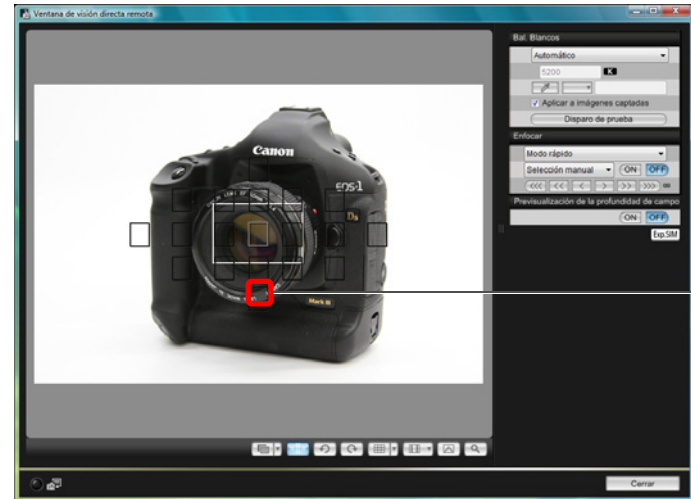 Ventana de visión directa remota
Bal. Blancos
Automático
5200 K
Aplicar a imágenes captadas
Disparo de prueba
Enfocar
Modo rápido
Selección manual ON OFF
<<< << < > >> >>> ∞
Previsualización de la profundidad de campo
ON OFF
Exp.SIM
Canon
EOS-1
Ds
Mark III
Cerrar